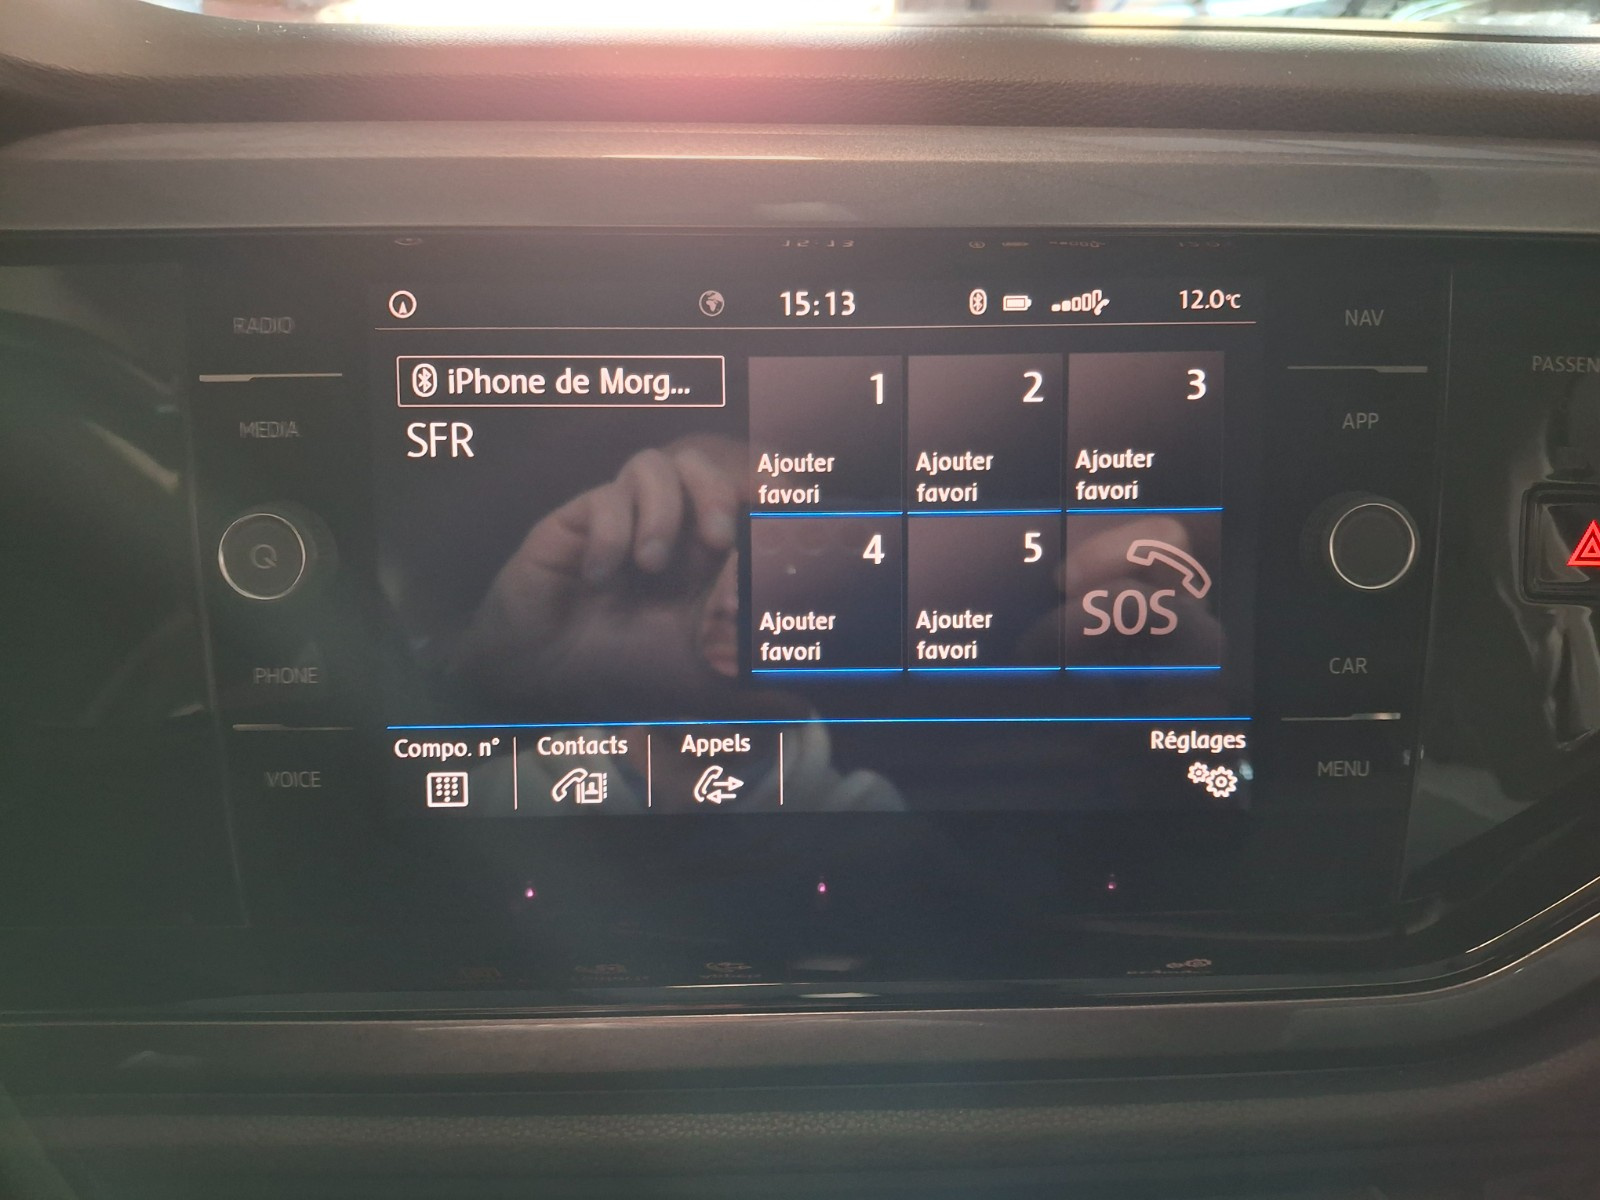 RADIO
MEDIA
PHONE
VOICE
15:13
12.0°C
iPhone de Morg...
SFR
1
Ajouter
favori
2
Ajouter
favori
3
Ajouter
favori
4
Ajouter
favori
5
Ajouter
favori
SOS
Compo. n°
Contacts
Appels
Réglages
NAV
APP
CAR
MENU
PASSEN